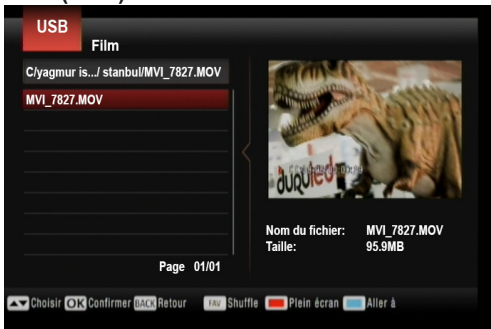 USB
Film
C/yagmur is.../ stanbul/MVI_7827.MOV
MVI_7827.MOV
Nom du fichier: MVI_7827.MOV
Taille: 95.9MB
Page 01/01
Choisir OK Confirmer BACK Retour FAV Shuffle Plein écran Aller à